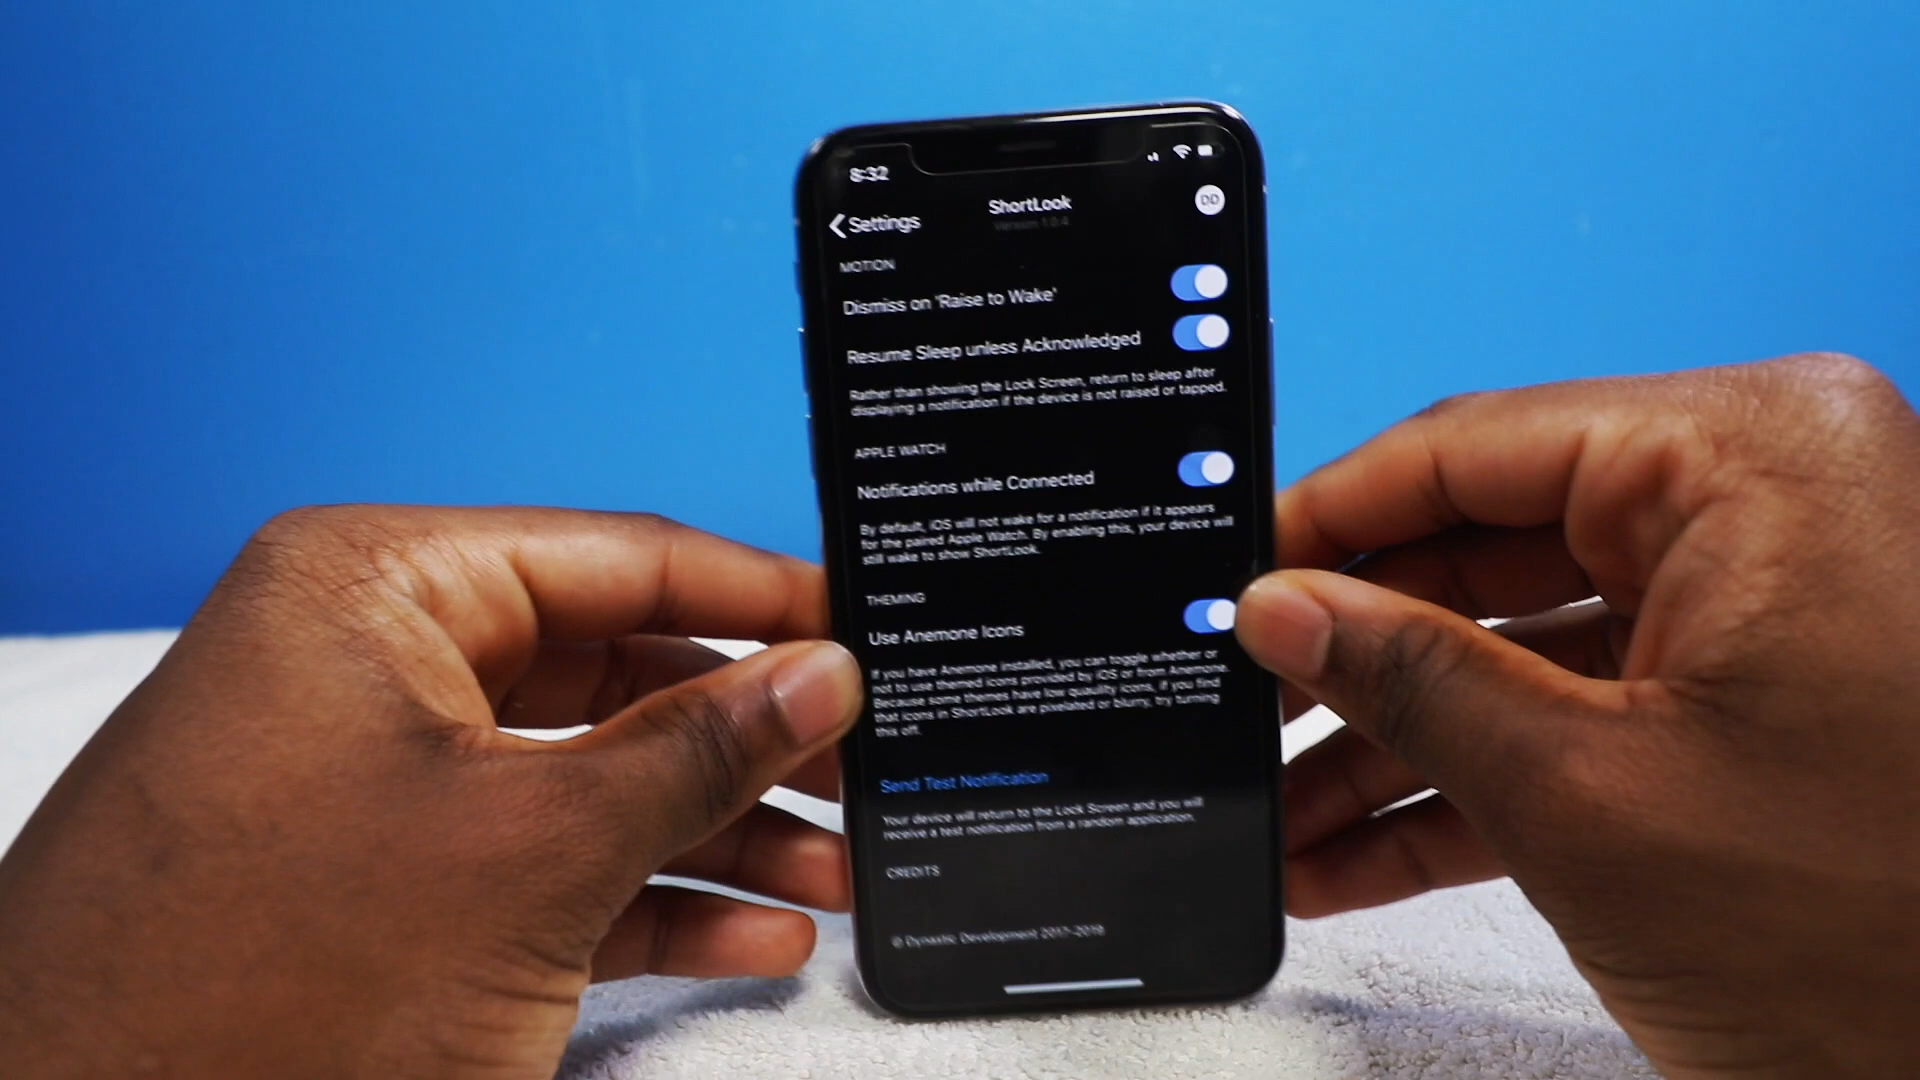 8:32
Settings
ShortLook
Version 1.0.4
DD
MOTION
Dismiss on 'Raise to Wake'
Resume Sleep unless Acknowledged
Rather than showing the Lock Screen, return to sleep after
displaying a notification if the device is not raised or tapped.
APPLE WATCH
Notifications while Connected
By default, iOS will not wake for a notification if it appears
for the paired Apple Watch. By enabling this, your device will
still wake to show ShortLook.
THEMING
Use Anemone Icons
If you have Anemone installed, you can toggle whether or
not to use themed icons provided by iOS or from Anemone.
Because some themes have low quauility icons, if you find
that icons in ShortLook are pixelated or blurry, try turning
this off.
Send Test Notification
Your device will return to the Lock Screen and you will
receive a test notification from a random application.
CREDITS
© Dynastic Development 2017-2018